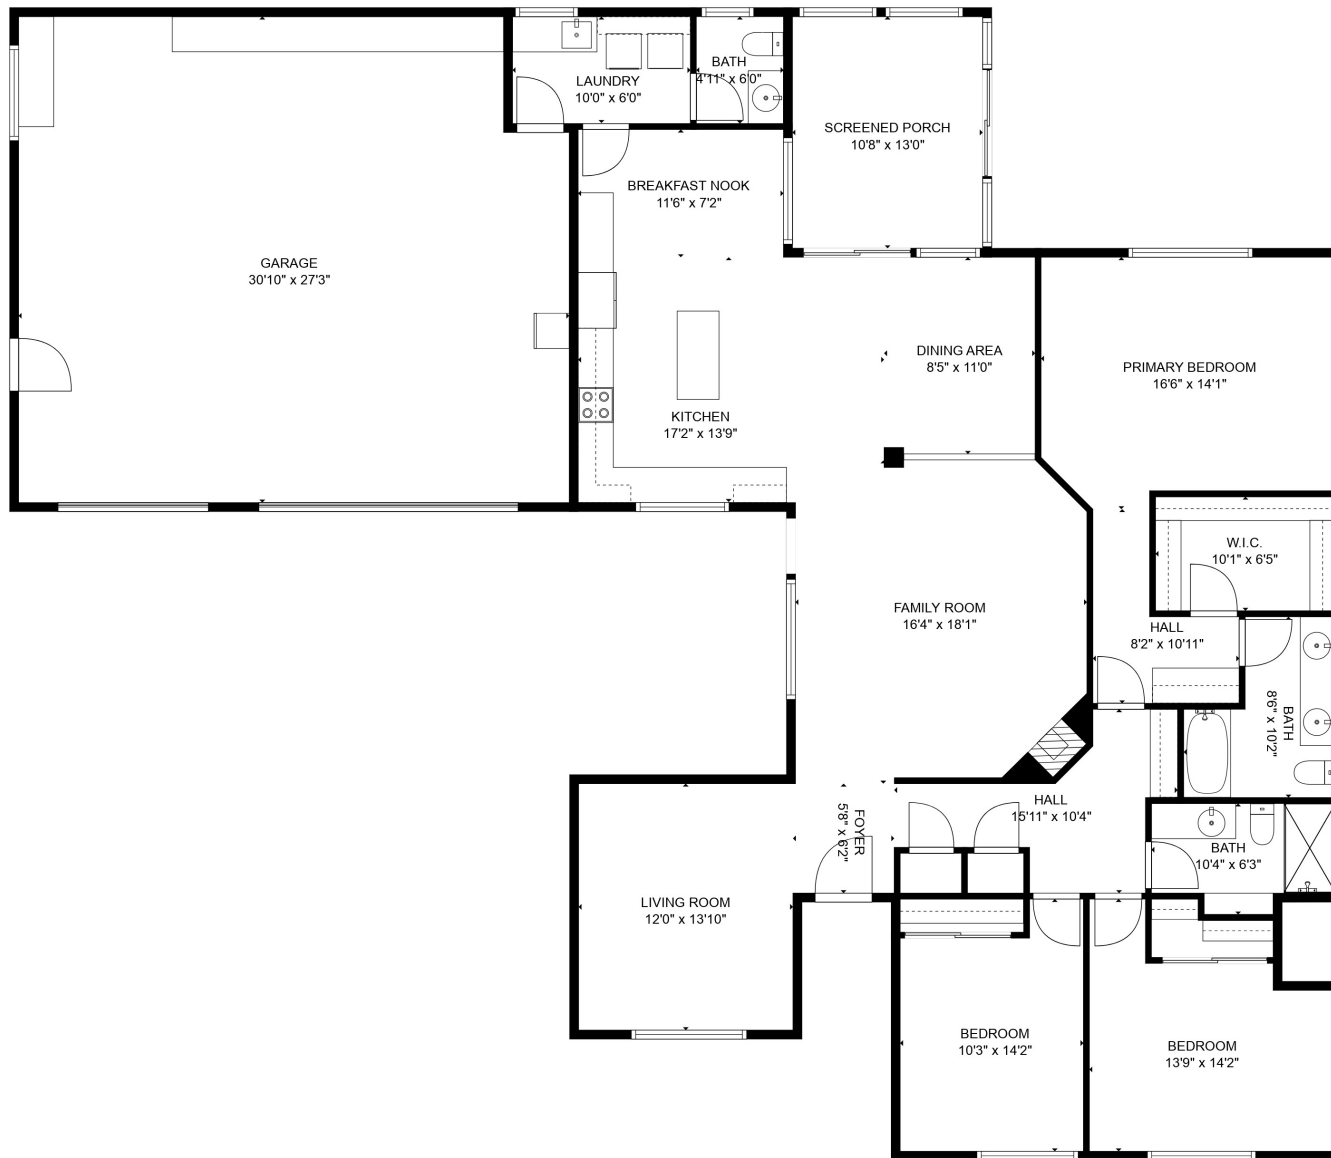 LAUNDRY
10'0" x 6'0"
BATH
4'11" x 6'0"
SCREENED PORCH
10'8" x 13'0"
BREAKFAST NOOK
11'6" x 7'2"
GARAGE
30'10" x 27'3"
DINING AREA
8'5" x 11'0"
PRIMARY BEDROOM
16'6" x 14'1"
KITCHEN
17'2" x 13'9"
W.I.C.
10'1" x 6'5"
FAMILY ROOM
16'4" x 18'1"
HALL
8'2" x 10'11"
BATH
8'6" x 10'2"
HALL
15'11" x 10'4"
FOYER
5'8" x 6'2"
BATH
10'4" x 6'3"
LIVING ROOM
12'0" x 13'10"
BEDROOM
10'3" x 14'2"
BEDROOM
13'9" x 14'2"